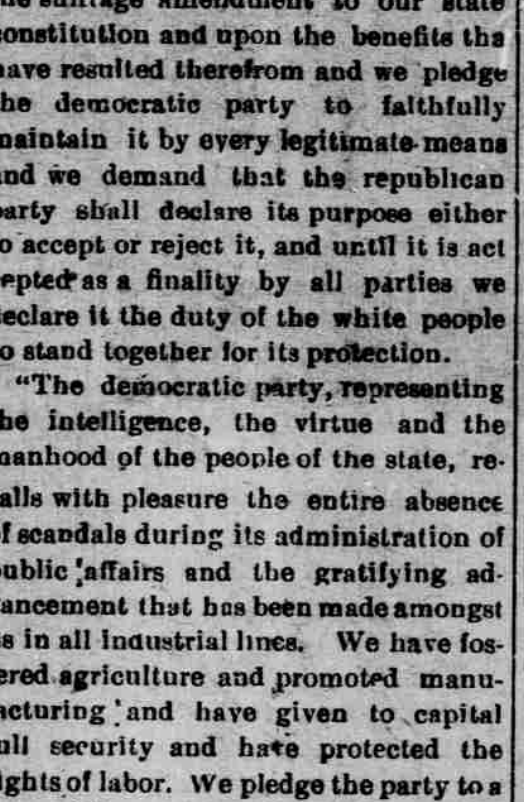 the suffrage amendment to our state
constitution and upon the benefits tha
have resulted therefrom and we pledge
the democratic party to faithfully
maintain it by every legitimate means
and we demand that the republican
party shall declare its purpose either
to accept or reject it, and until it is acc
epted as a finality by all parties we
declare it the duty of the white people
to stand together for its protection.
"The democratic party, representing
the intelligence, the virtue and the
manhood of the people of the state, re-
calls with pleasure the entire absence
of scandals during its administration of
public affairs and the gratifying ad-
vancement that has been made amongst
us in all industrial lines. We have fos-
tered agriculture and promoted manu-
facturing and have given to capital
full security and have protected the
rights of labor. We pledge the party to a